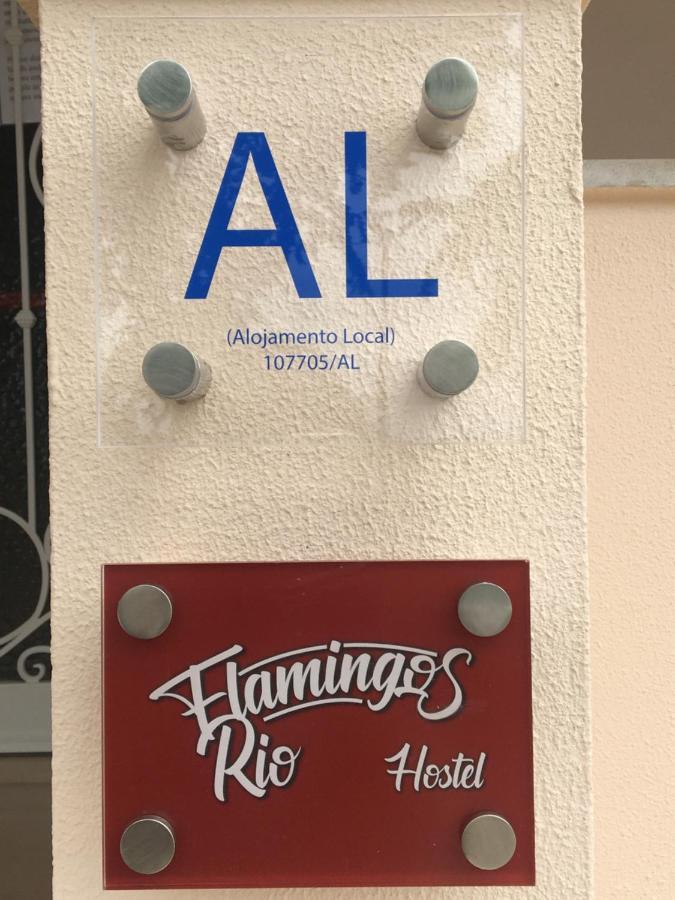 AL
(Alojamento Local)
107705/AL
Flamingos
Rio Hostel